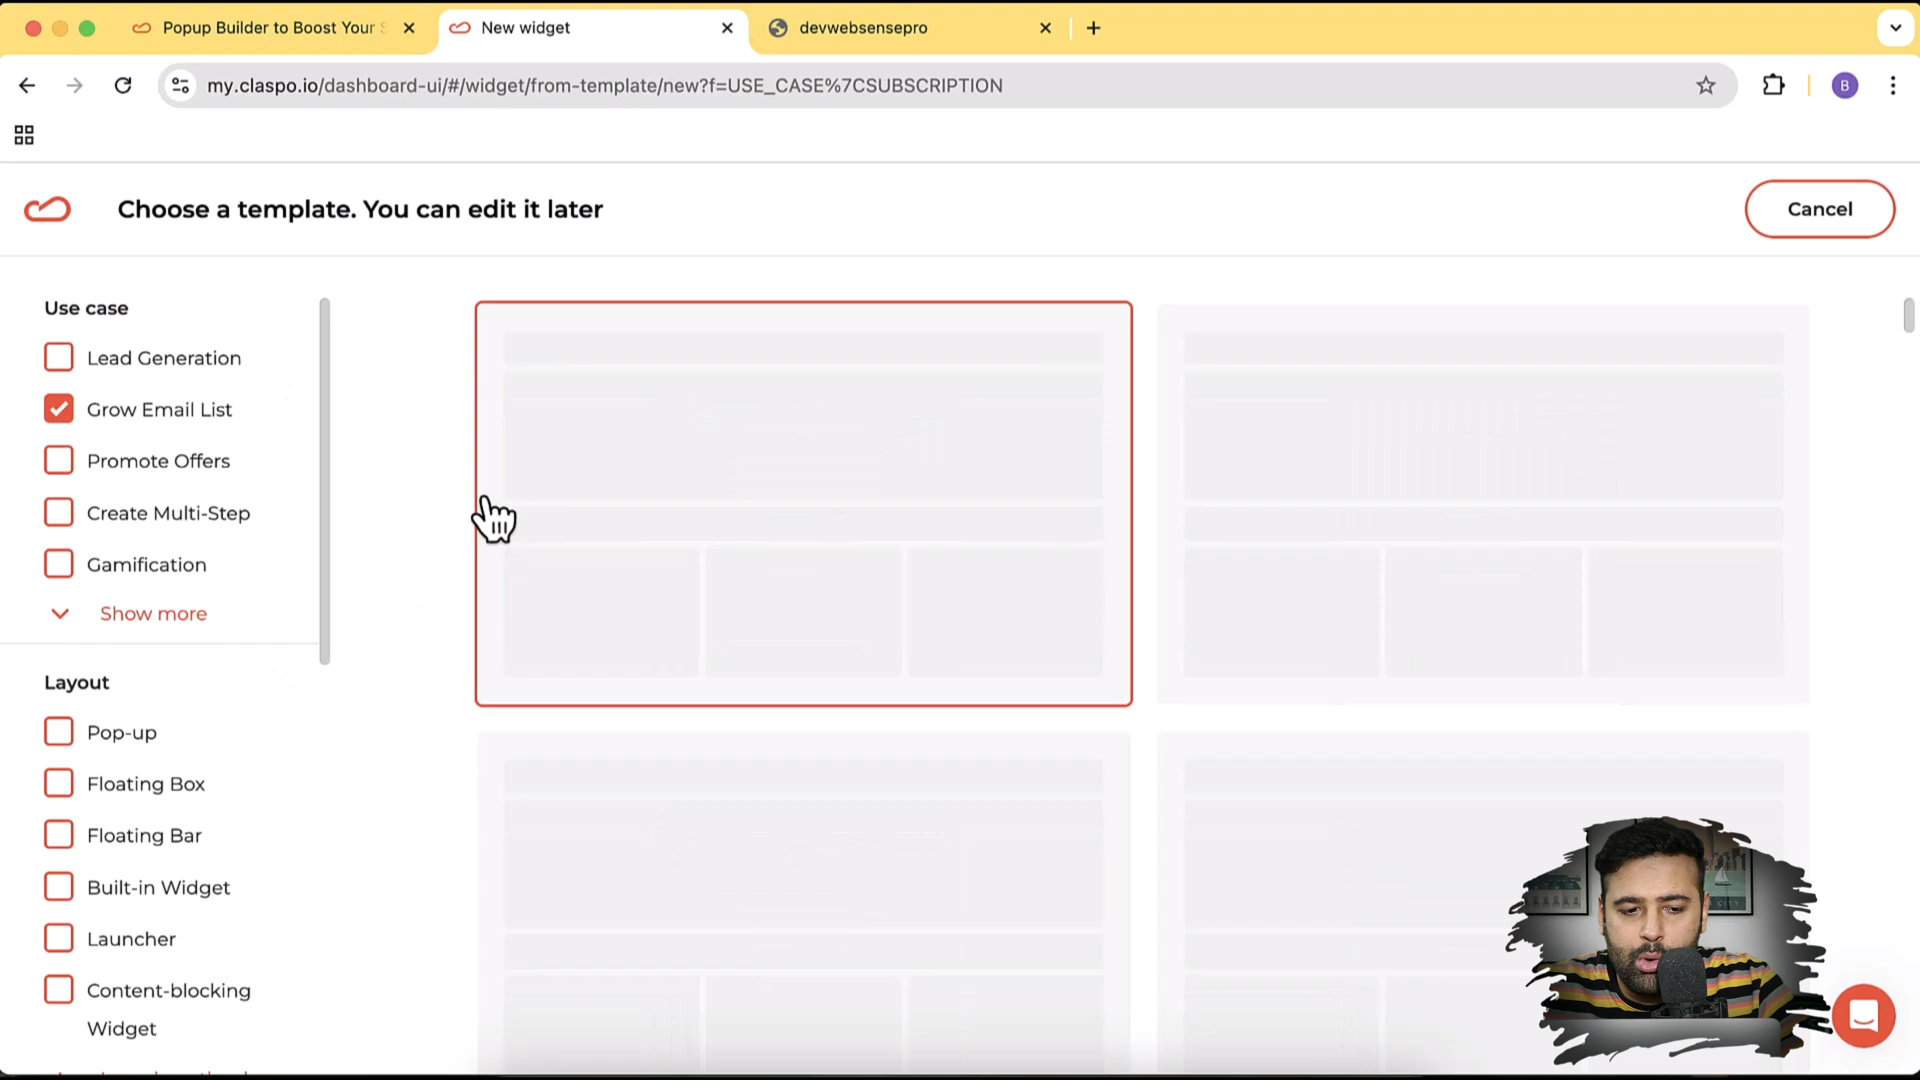 Popup Builder to Boost Your
New widget
devwebsensepro
my.claspo.io/dashboard-ui/#/widget/from-template/new?f=USE_CASE%7CSUBSCRIPTION
B
Choose a template. You can edit it later
Cancel
Use case
Lead Generation
Grow Email List
Promote Offers
Create Multi-Step
Gamification
Show more
Layout
Pop-up
Floating Box
Floating Bar
Built-in Widget
Launcher
Content-blocking
Widget